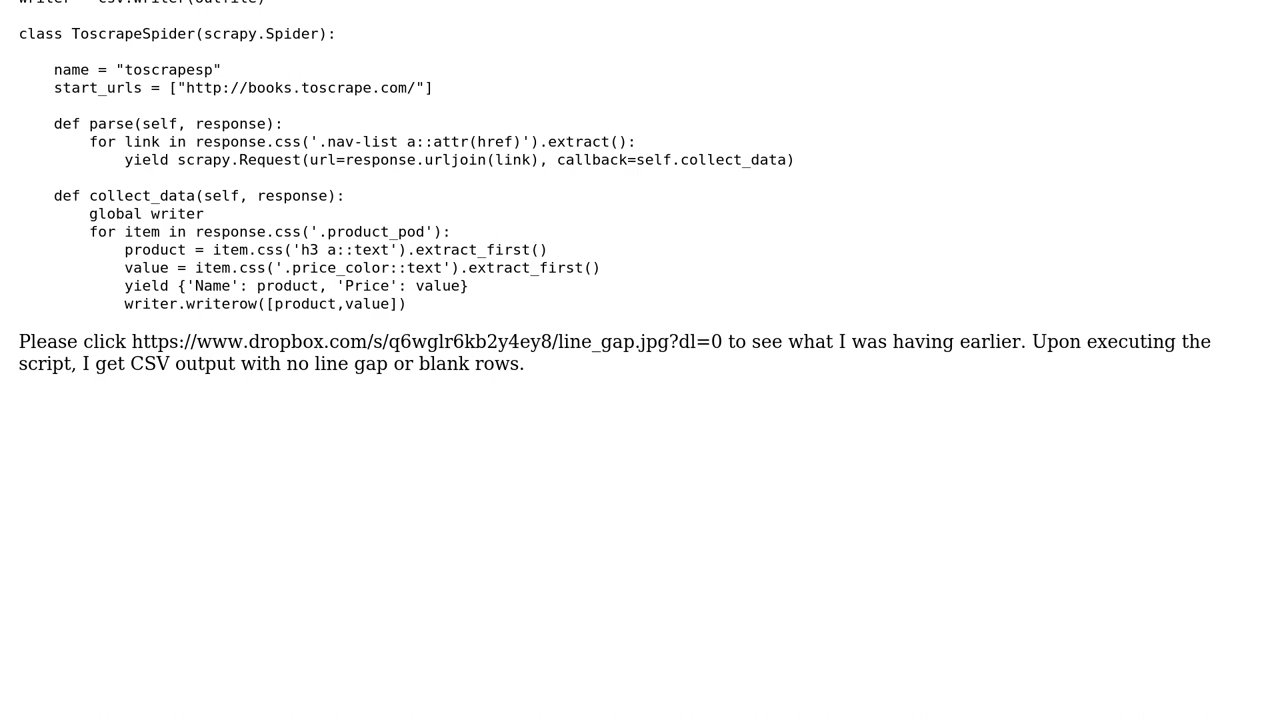 writer = csv.writer(outfile)
class ToscrapeSpider(scrapy.Spider):
    name = "toscrapesp"
    start_urls = ["http://books.toscrape.com/"]
    def parse(self, response):
        for link in response.css('.nav-list a::attr(href)').extract():
            yield scrapy.Request(url=response.urljoin(link), callback=self.collect_data)
    def collect_data(self, response):
        global writer
        for item in response.css('.product_pod'):
            product = item.css('h3 a::text').extract_first()
            value = item.css('.price_color::text').extract_first()
            yield {'Name': product, 'Price': value}
            writer.writerow([product,value])
Please click https://www.dropbox.com/s/q6wglr6kb2y4ey8/line_gap.jpg?dl=0 to see what I was having earlier. Upon executing the
script, I get CSV output with no line gap or blank rows.